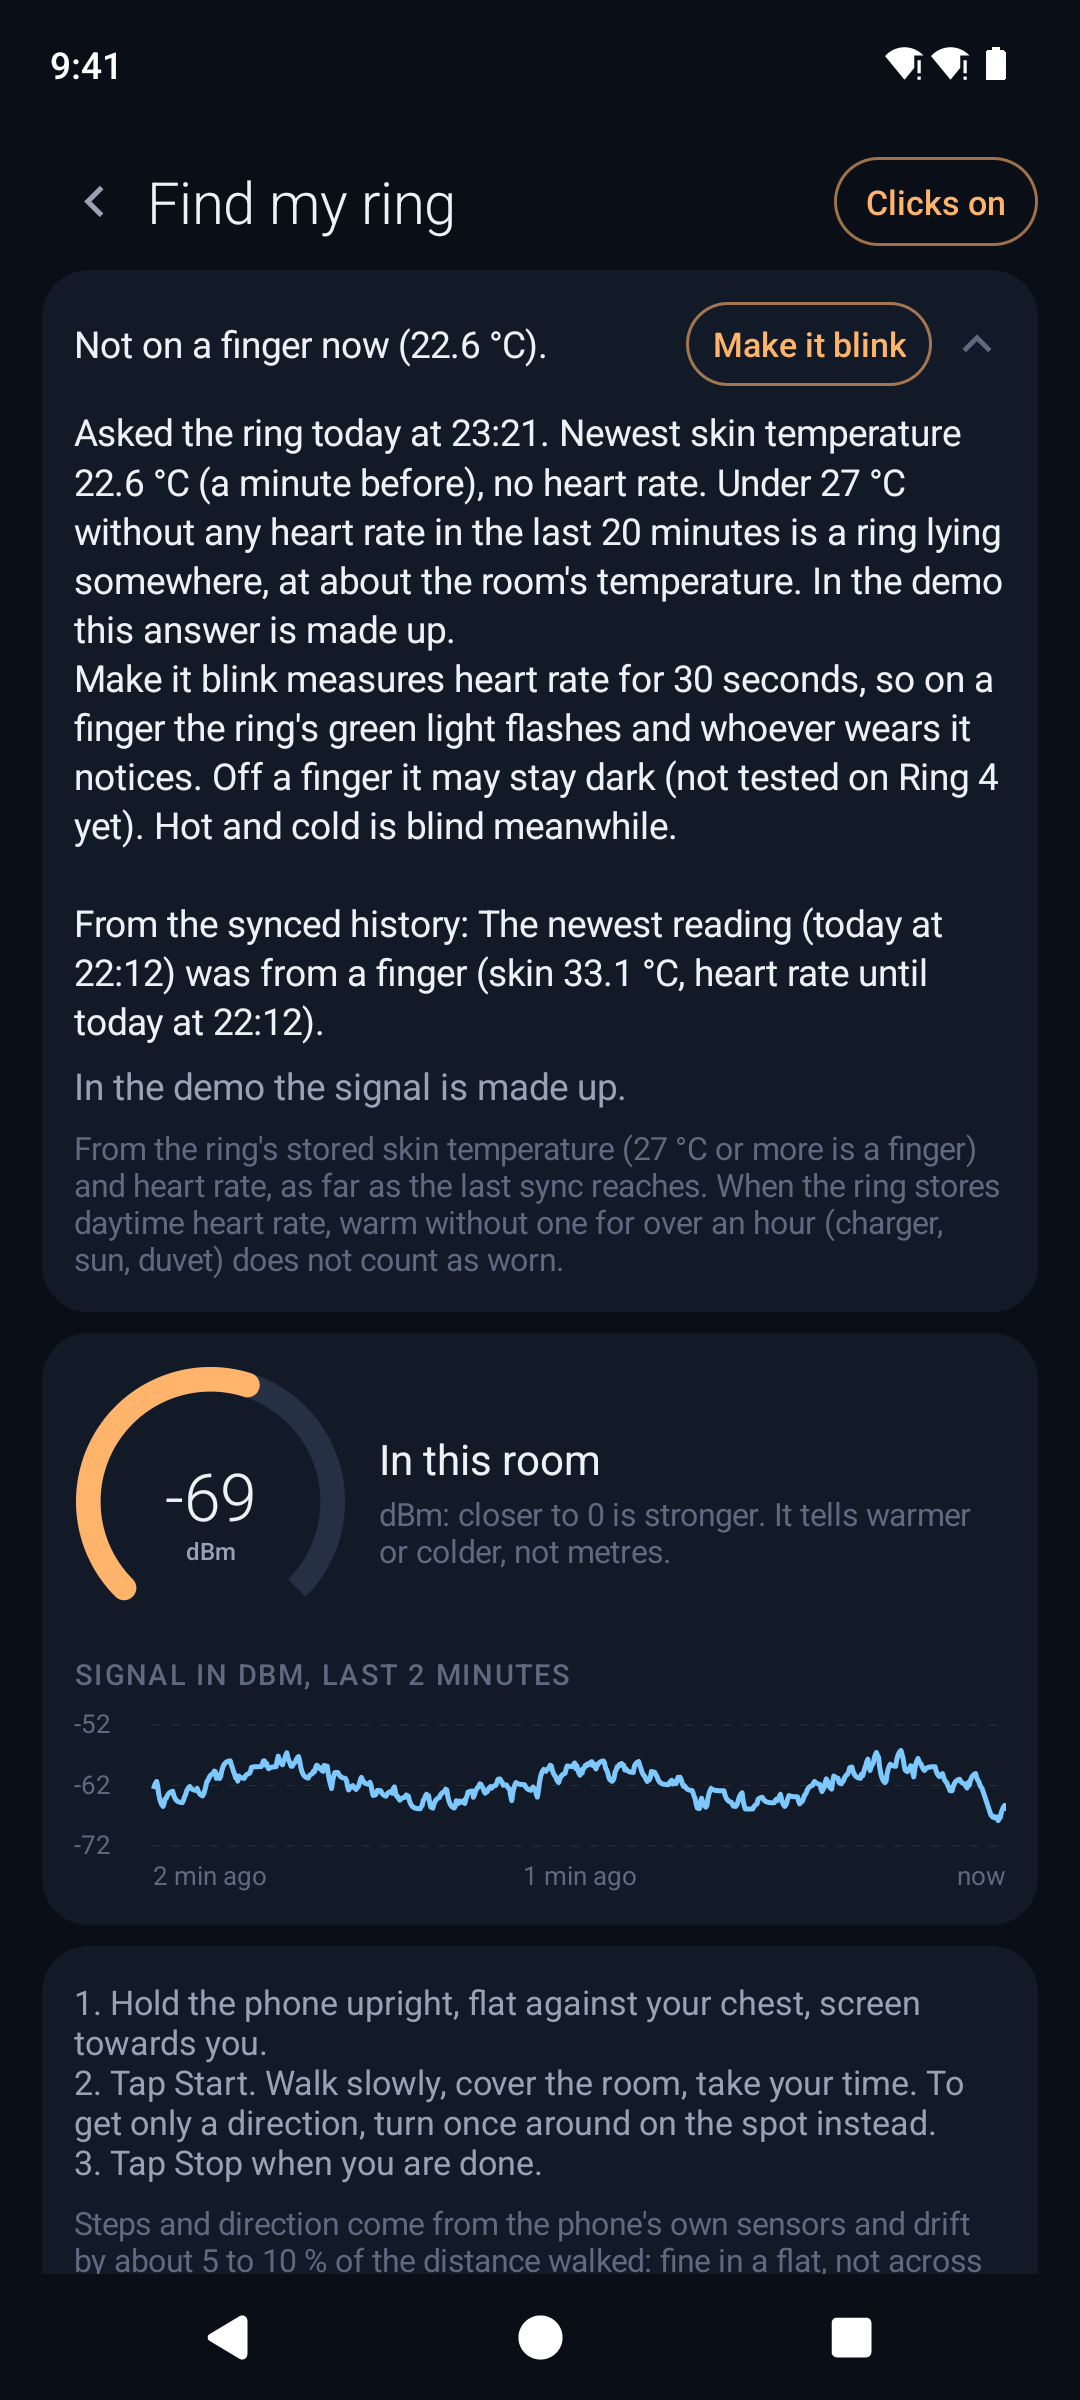 9:41
Find my ring
Clicks on
Not on a finger now (22.6 °C).
Make it blink
Asked the ring today at 23:21. Newest skin temperature
22.6 °C (a minute before), no heart rate. Under 27 °C
without any heart rate in the last 20 minutes is a ring lying
somewhere, at about the room's temperature. In the demo
this answer is made up.
Make it blink measures heart rate for 30 seconds, so on a
finger the ring's green light flashes and whoever wears it
notices. Off a finger it may stay dark (not tested on Ring 4
yet). Hot and cold is blind meanwhile.
From the synced history: The newest reading (today at
22:12) was from a finger (skin 33.1 °C, heart rate until
today at 22:12).
In the demo the signal is made up.
From the ring's stored skin temperature (27 °C or more is a finger)
and heart rate, as far as the last sync reaches. When the ring stores
daytime heart rate, warm without one for over an hour (charger,
sun, duvet) does not count as worn.
-69
dBm
In this room
dBm: closer to 0 is stronger. It tells warmer
or colder, not metres.
SIGNAL IN DBM, LAST 2 MINUTES
-52
-62
-72
2 min ago
1 min ago
now
1. Hold the phone upright, flat against your chest, screen
towards you.
2. Tap Start. Walk slowly, cover the room, take your time. To
get only a direction, turn once around on the spot instead.
3. Tap Stop when you are done.
Steps and direction come from the phone's own sensors and drift
by about 5 to 10 % of the distance walked: fine in a flat, not across